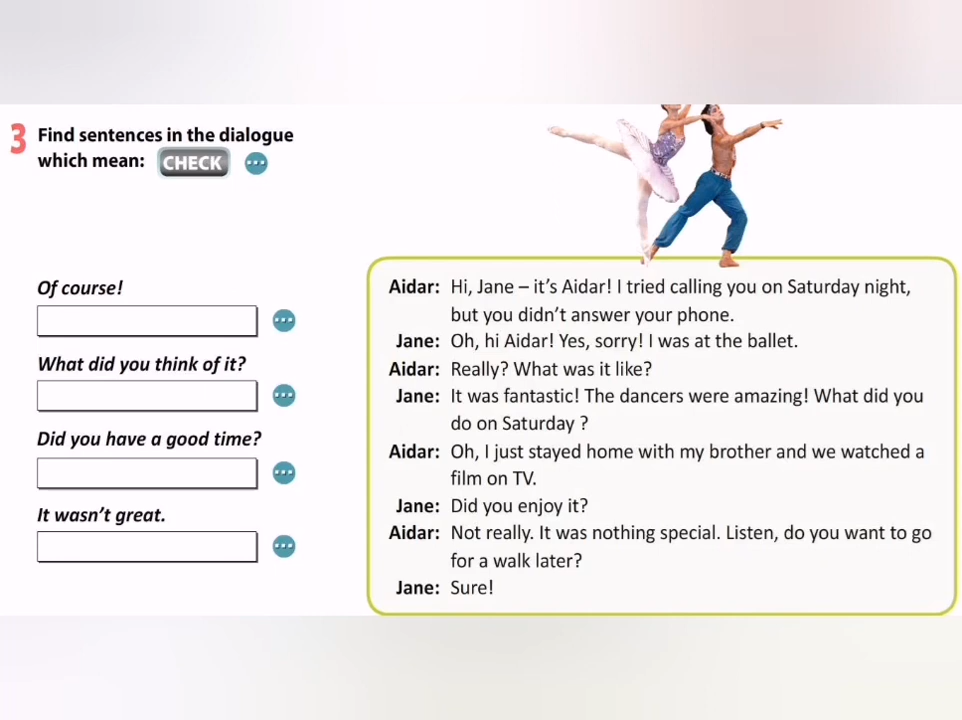 3 Find sentences in the dialogue
which mean: CHECK
Of course!
What did you think of it?
Did you have a good time?
It wasn't great.
Aidar: Hi, Jane – it's Aidar! I tried calling you on Saturday night,
but you didn't answer your phone.
Jane: Oh, hi Aidar! Yes, sorry! I was at the ballet.
Aidar: Really? What was it like?
Jane: It was fantastic! The dancers were amazing! What did you
do on Saturday ?
Aidar: Oh, I just stayed home with my brother and we watched a
film on TV.
Jane: Did you enjoy it?
Aidar: Not really. It was nothing special. Listen, do you want to go
for a walk later?
Jane: Sure!